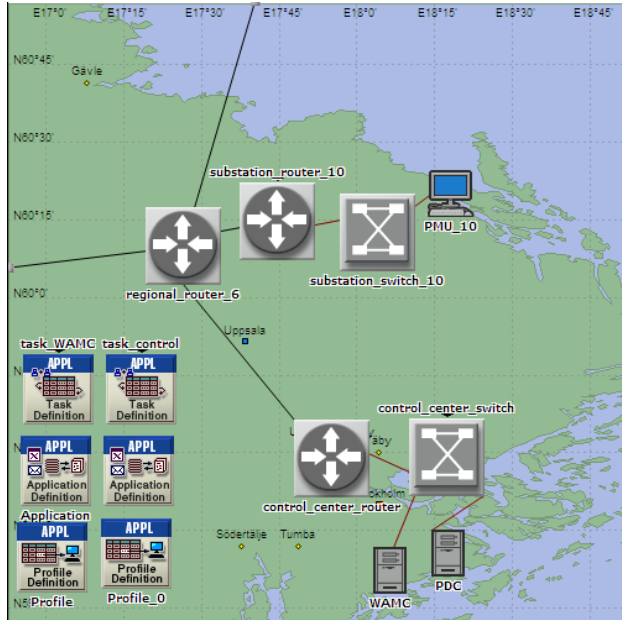 E17°0' E17°15' E17°30' E17°45' E18°0' E18°15' E18°30' E18°45'
N60°45'
Gävle
N60°30'
substation_router_10
N60°15'
PMU_10
substation_switch_10
regional_router_6
N60°0'
Uppsala
task_WAMC task_control
APPL APPL
Task Definition Task Definition
control_center_switch
APPL APPL
Application Definition Application Definition
control_center_router
Application
APPL APPL
Profile Definition Profile Definition
Södertälje Tumba
Profile Profile_0
WAMC PDC